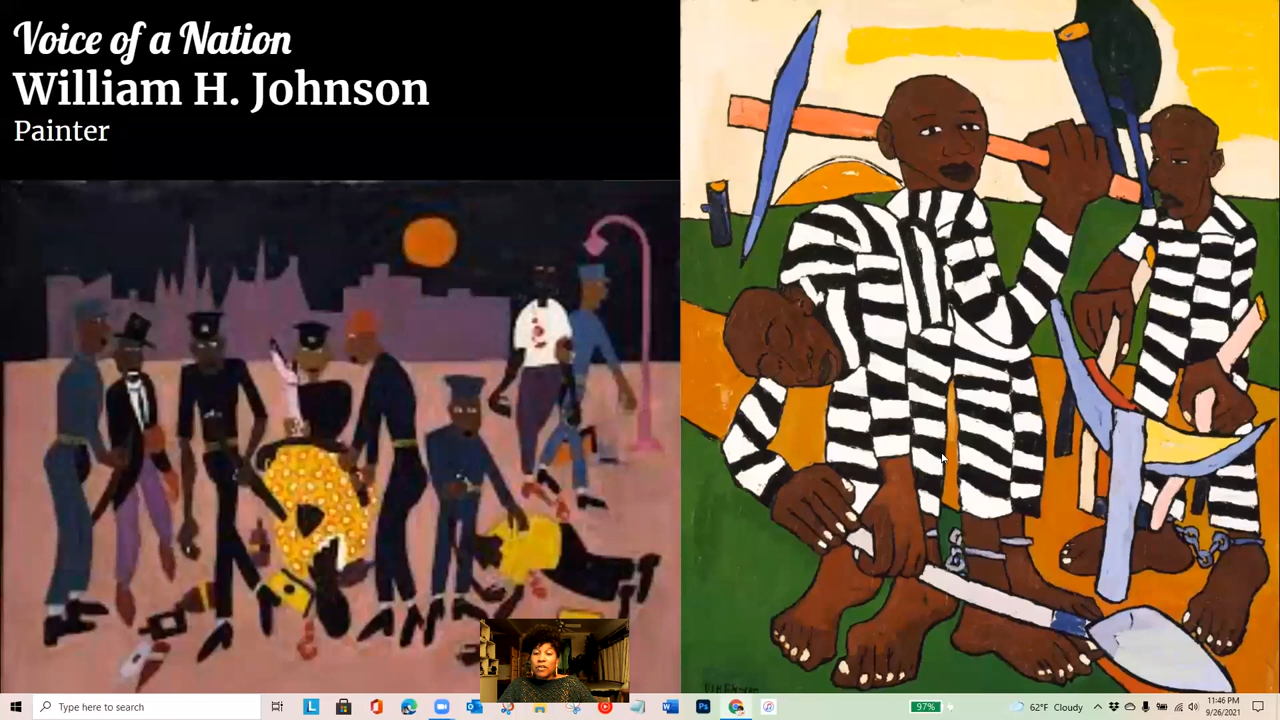 Voice of a Nation
William H. Johnson
Painter
Type here to search
97%
62°F Cloudy
11:46 PM
9/26/2021